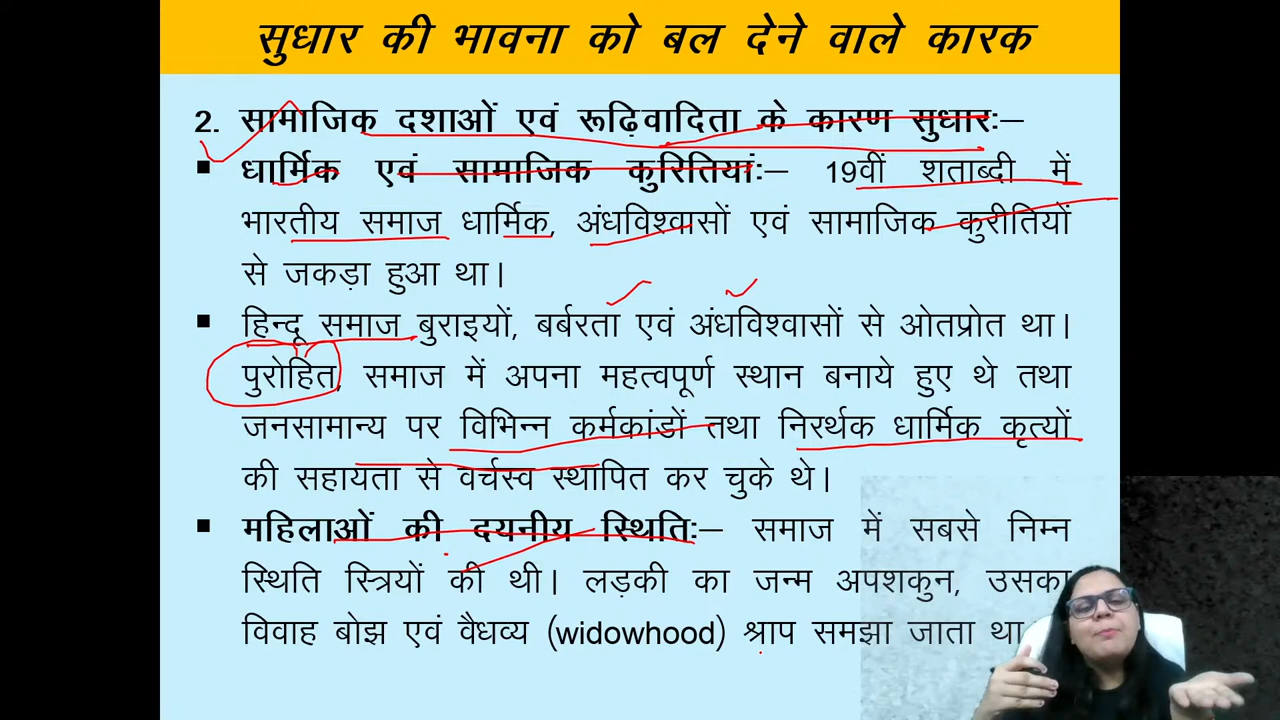 सुधार की भावना को बल देने वाले कारक
2. सामाजिक दशाओं एवं रूढ़िवादिता के कारण सुधारः–
▪ धार्मिक एवं सामाजिक कुरितियांः– 19वीं शताब्दी में
भारतीय समाज धार्मिक, अंधविश्वासों एवं सामाजिक कुरीतियों
से जकड़ा हुआ था।
▪ हिन्दू समाज बुराइयों, बर्बरता एवं अंधविश्वासों से ओतप्रोत था।
पुरोहित, समाज में अपना महत्वपूर्ण स्थान बनाये हुए थे तथा
जनसामान्य पर विभिन्न कर्मकांडों तथा निरर्थक धार्मिक कृत्यों
की सहायता से वर्चस्व स्थापित कर चुके थे।
▪ महिलाओं की दयनीय स्थितिः– समाज में सबसे निम्न
स्थिति स्त्रियों की थी। लड़की का जन्म अपशकुन, उसका
विवाह बोझ एवं वैधव्य (widowhood) श्राप समझा जाता था